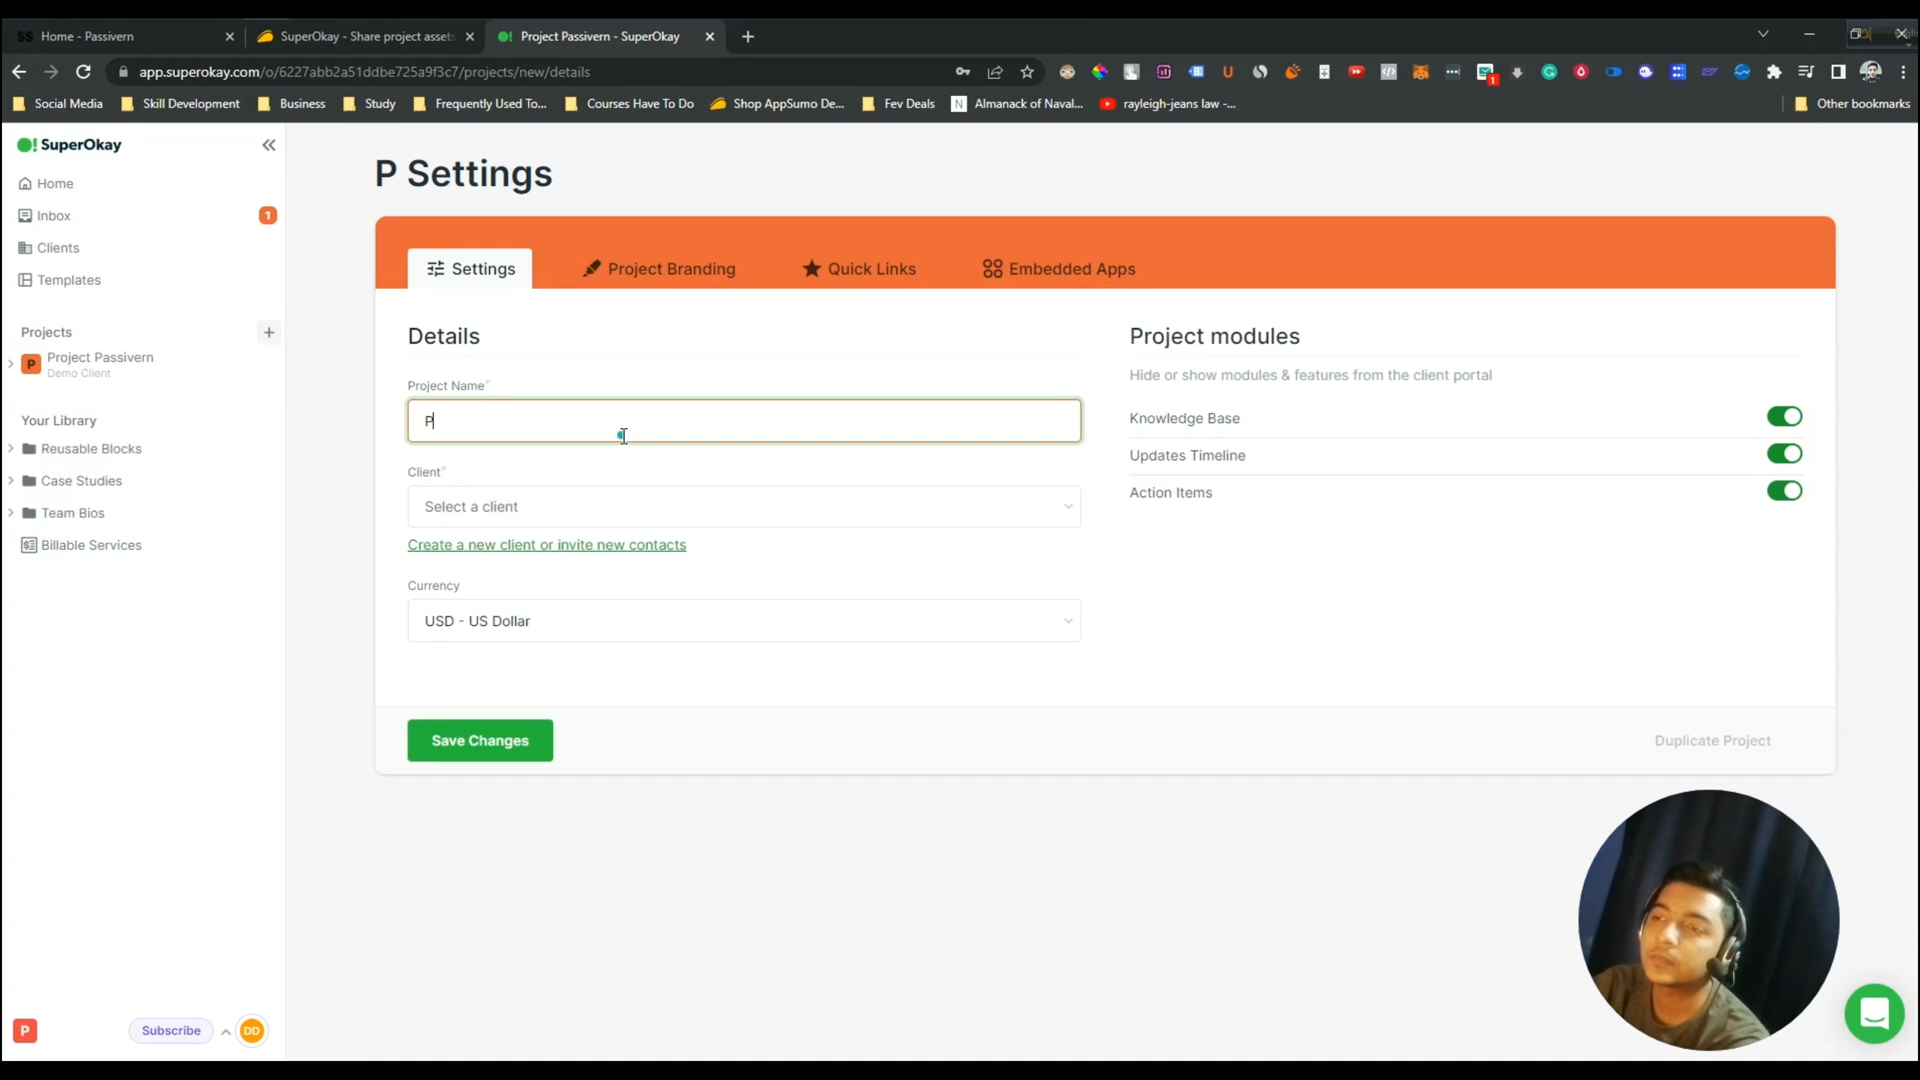 $$ Home - Passivern
SuperOkay - Share project assets
Project Passivern - SuperOkay
app.superokay.com/o/6227abb2a51ddbe725a9f3c7/projects/new/details
Social Media
Skill Development
Business
Study
Frequently Used To...
Courses Have To Do
Shop AppSumo De...
Fev Deals
N Almanack of Naval...
rayleigh-jeans law -...
Other bookmarks
SuperOkay
Home
Inbox 1
Clients
Templates
Projects
P Project Passivern
Demo Client
Your Library
Reusable Blocks
Case Studies
Team Bios
Billable Services
P Subscribe DD
P Settings
Settings
Project Branding
Quick Links
Embedded Apps
Details
Project Name*
P
Client*
Select a client
Create a new client or invite new contacts
Currency
USD - US Dollar
Project modules
Hide or show modules & features from the client portal
Knowledge Base
Updates Timeline
Action Items
Save Changes
Duplicate Project